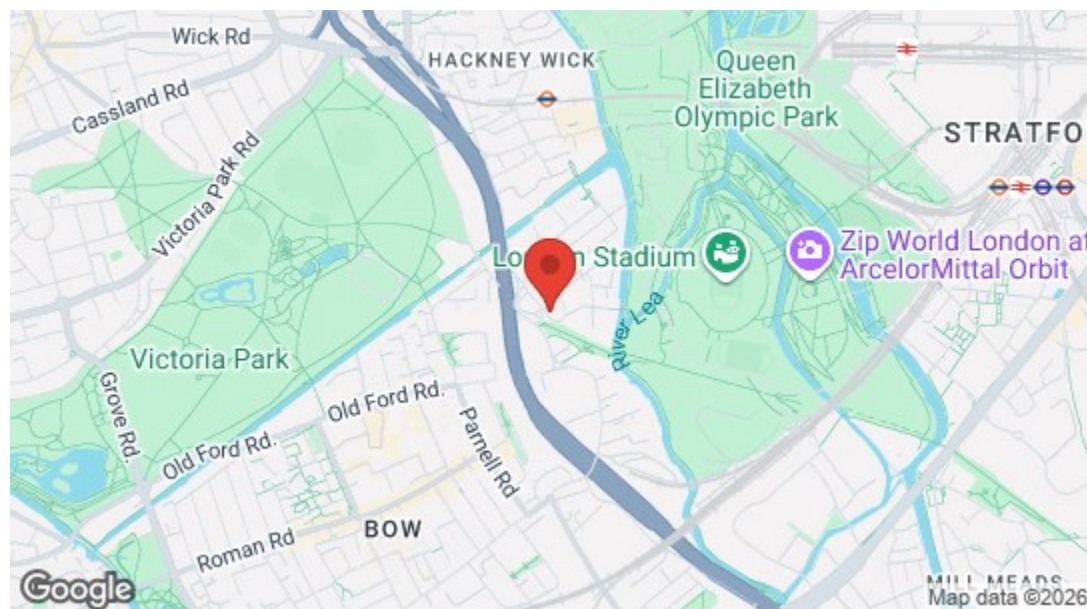 Wick Rd
HACKNEY WICK
Queen
Elizabeth
Olympic Park
Cassland Rd
STRATFO
Victoria Park Rd
Stadium
Zip World London at
ArcelorMittal Orbit
River Lea
Victoria Park
Grove Rd.
Old Ford Rd.
Old Ford Rd.
Parnell Rd
Roman Rd
BOW
MILL MEADS
Google
Map data ©2026